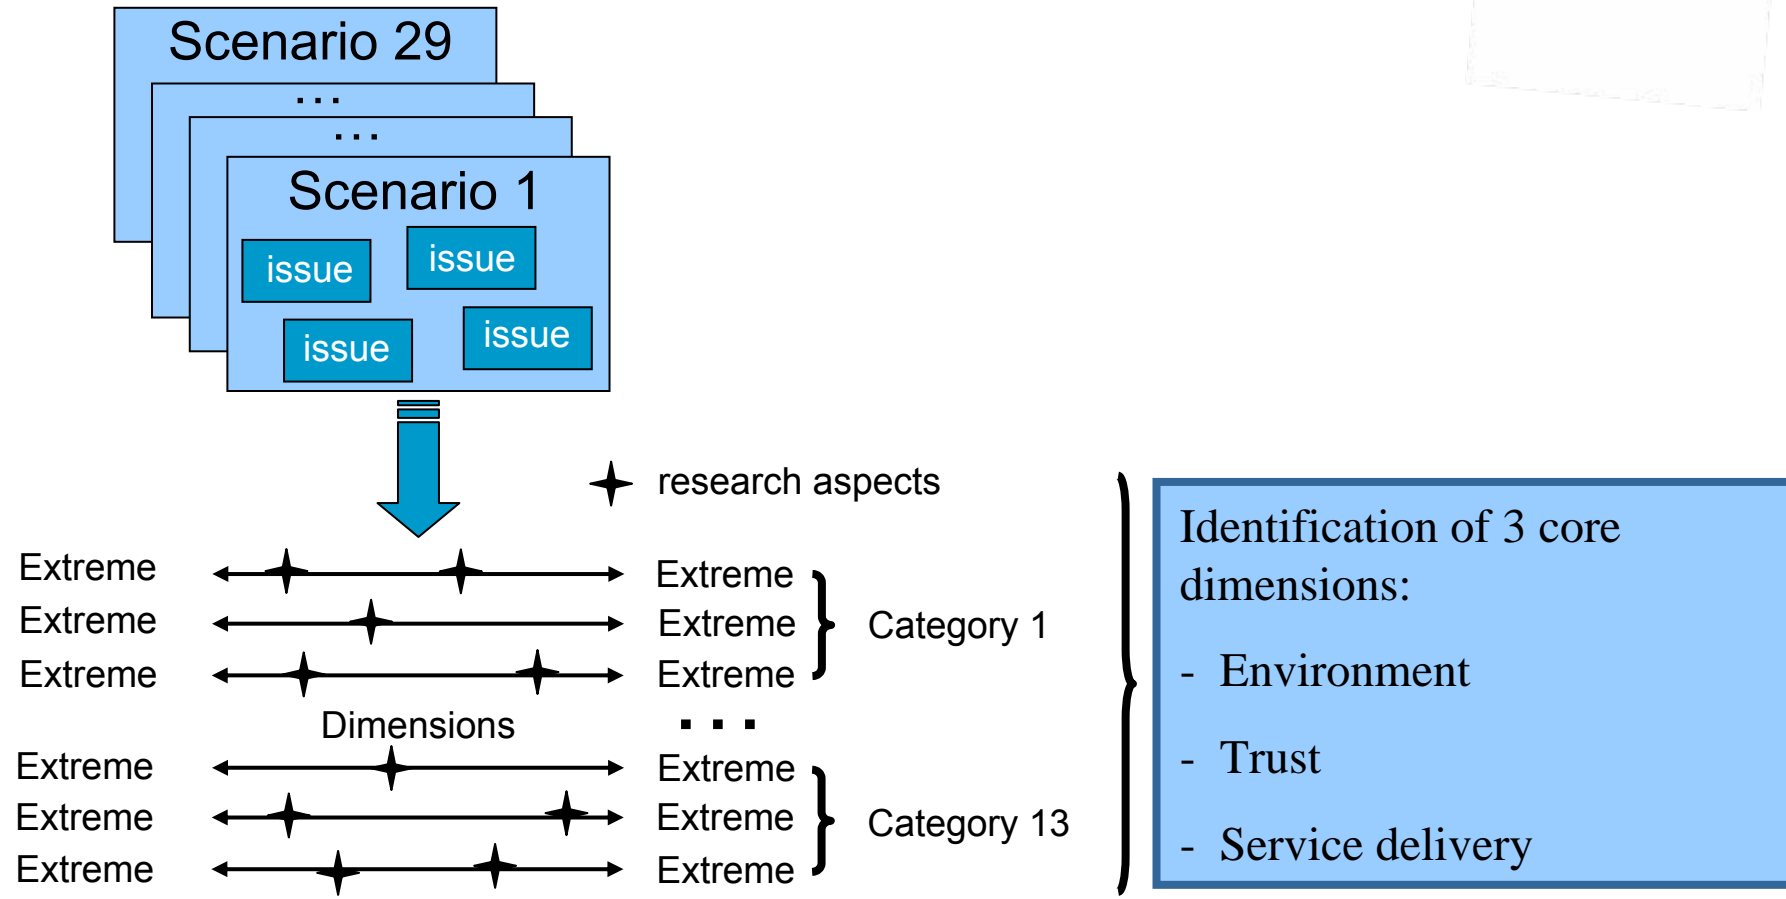 Scenario 29
...
...
Scenario 1
issue
issue
issue
issue
research aspects
Extreme
Extreme
Extreme
Extreme
Extreme
Extreme
Category 1
Dimensions
...
Extreme
Extreme
Extreme
Extreme
Extreme
Extreme
Category 13
Identification of 3 core
dimensions:
- Environment
- Trust
- Service delivery